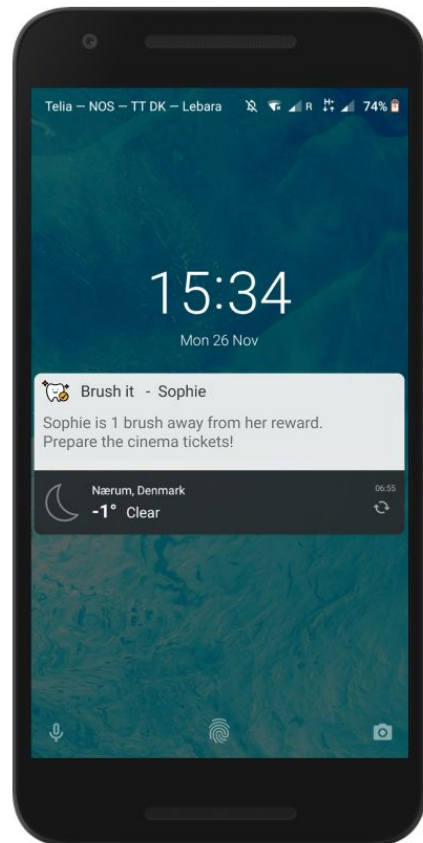 Telia — NOS — TT DK — Lebara R H+ 74%
15:34
Mon 26 Nov
Brush it - Sophie
Sophie is 1 brush away from her reward.
Prepare the cinema tickets!
Nærum, Denmark 06:55
-1° Clear